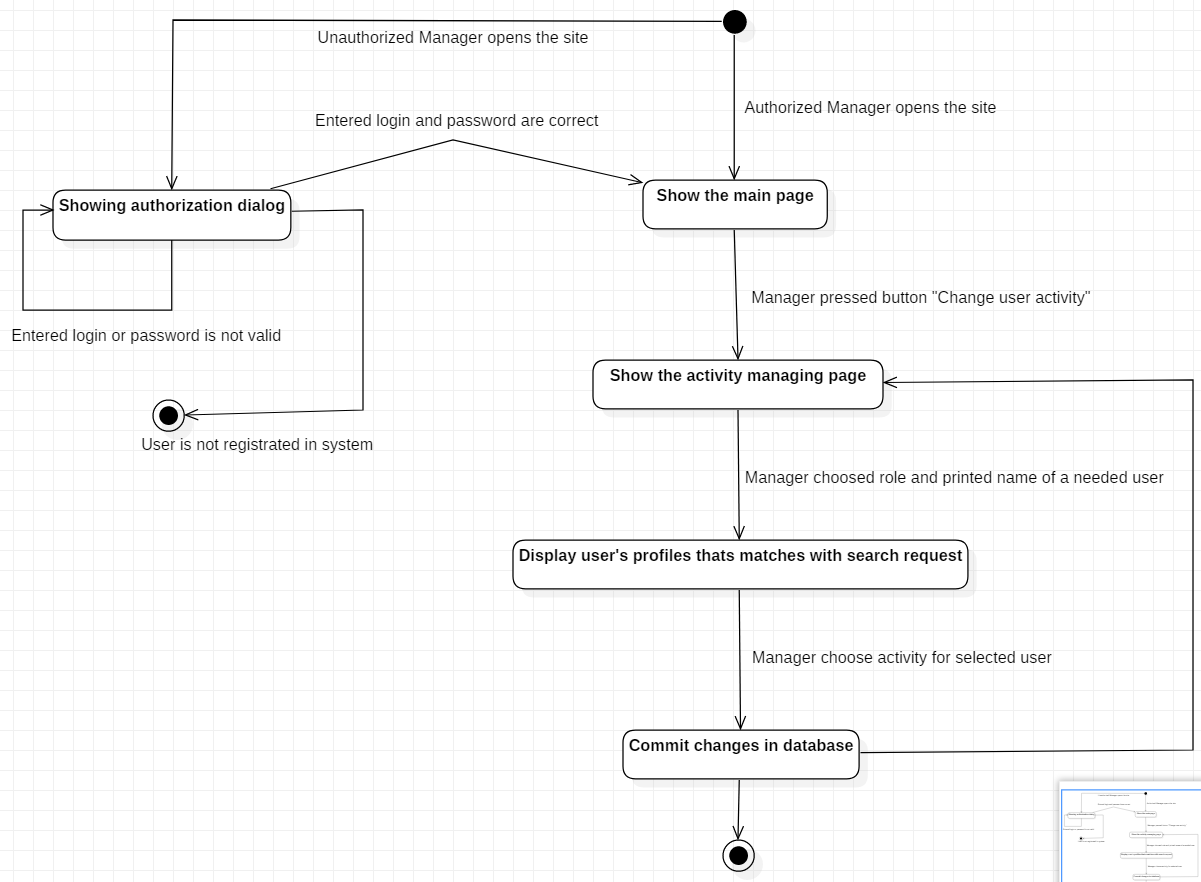 Unauthorized Manager opens the site
Authorized Manager opens the site
Entered login and password are correct
Showing authorization dialog
Show the main page
Manager pressed button "Change user activity"
Entered login or password is not valid
Show the activity managing page
User is not registrated in system
Manager choosed role and printed name of a needed user
Display user's profiles thats matches with search request
Manager choose activity for selected user
Commit changes in database